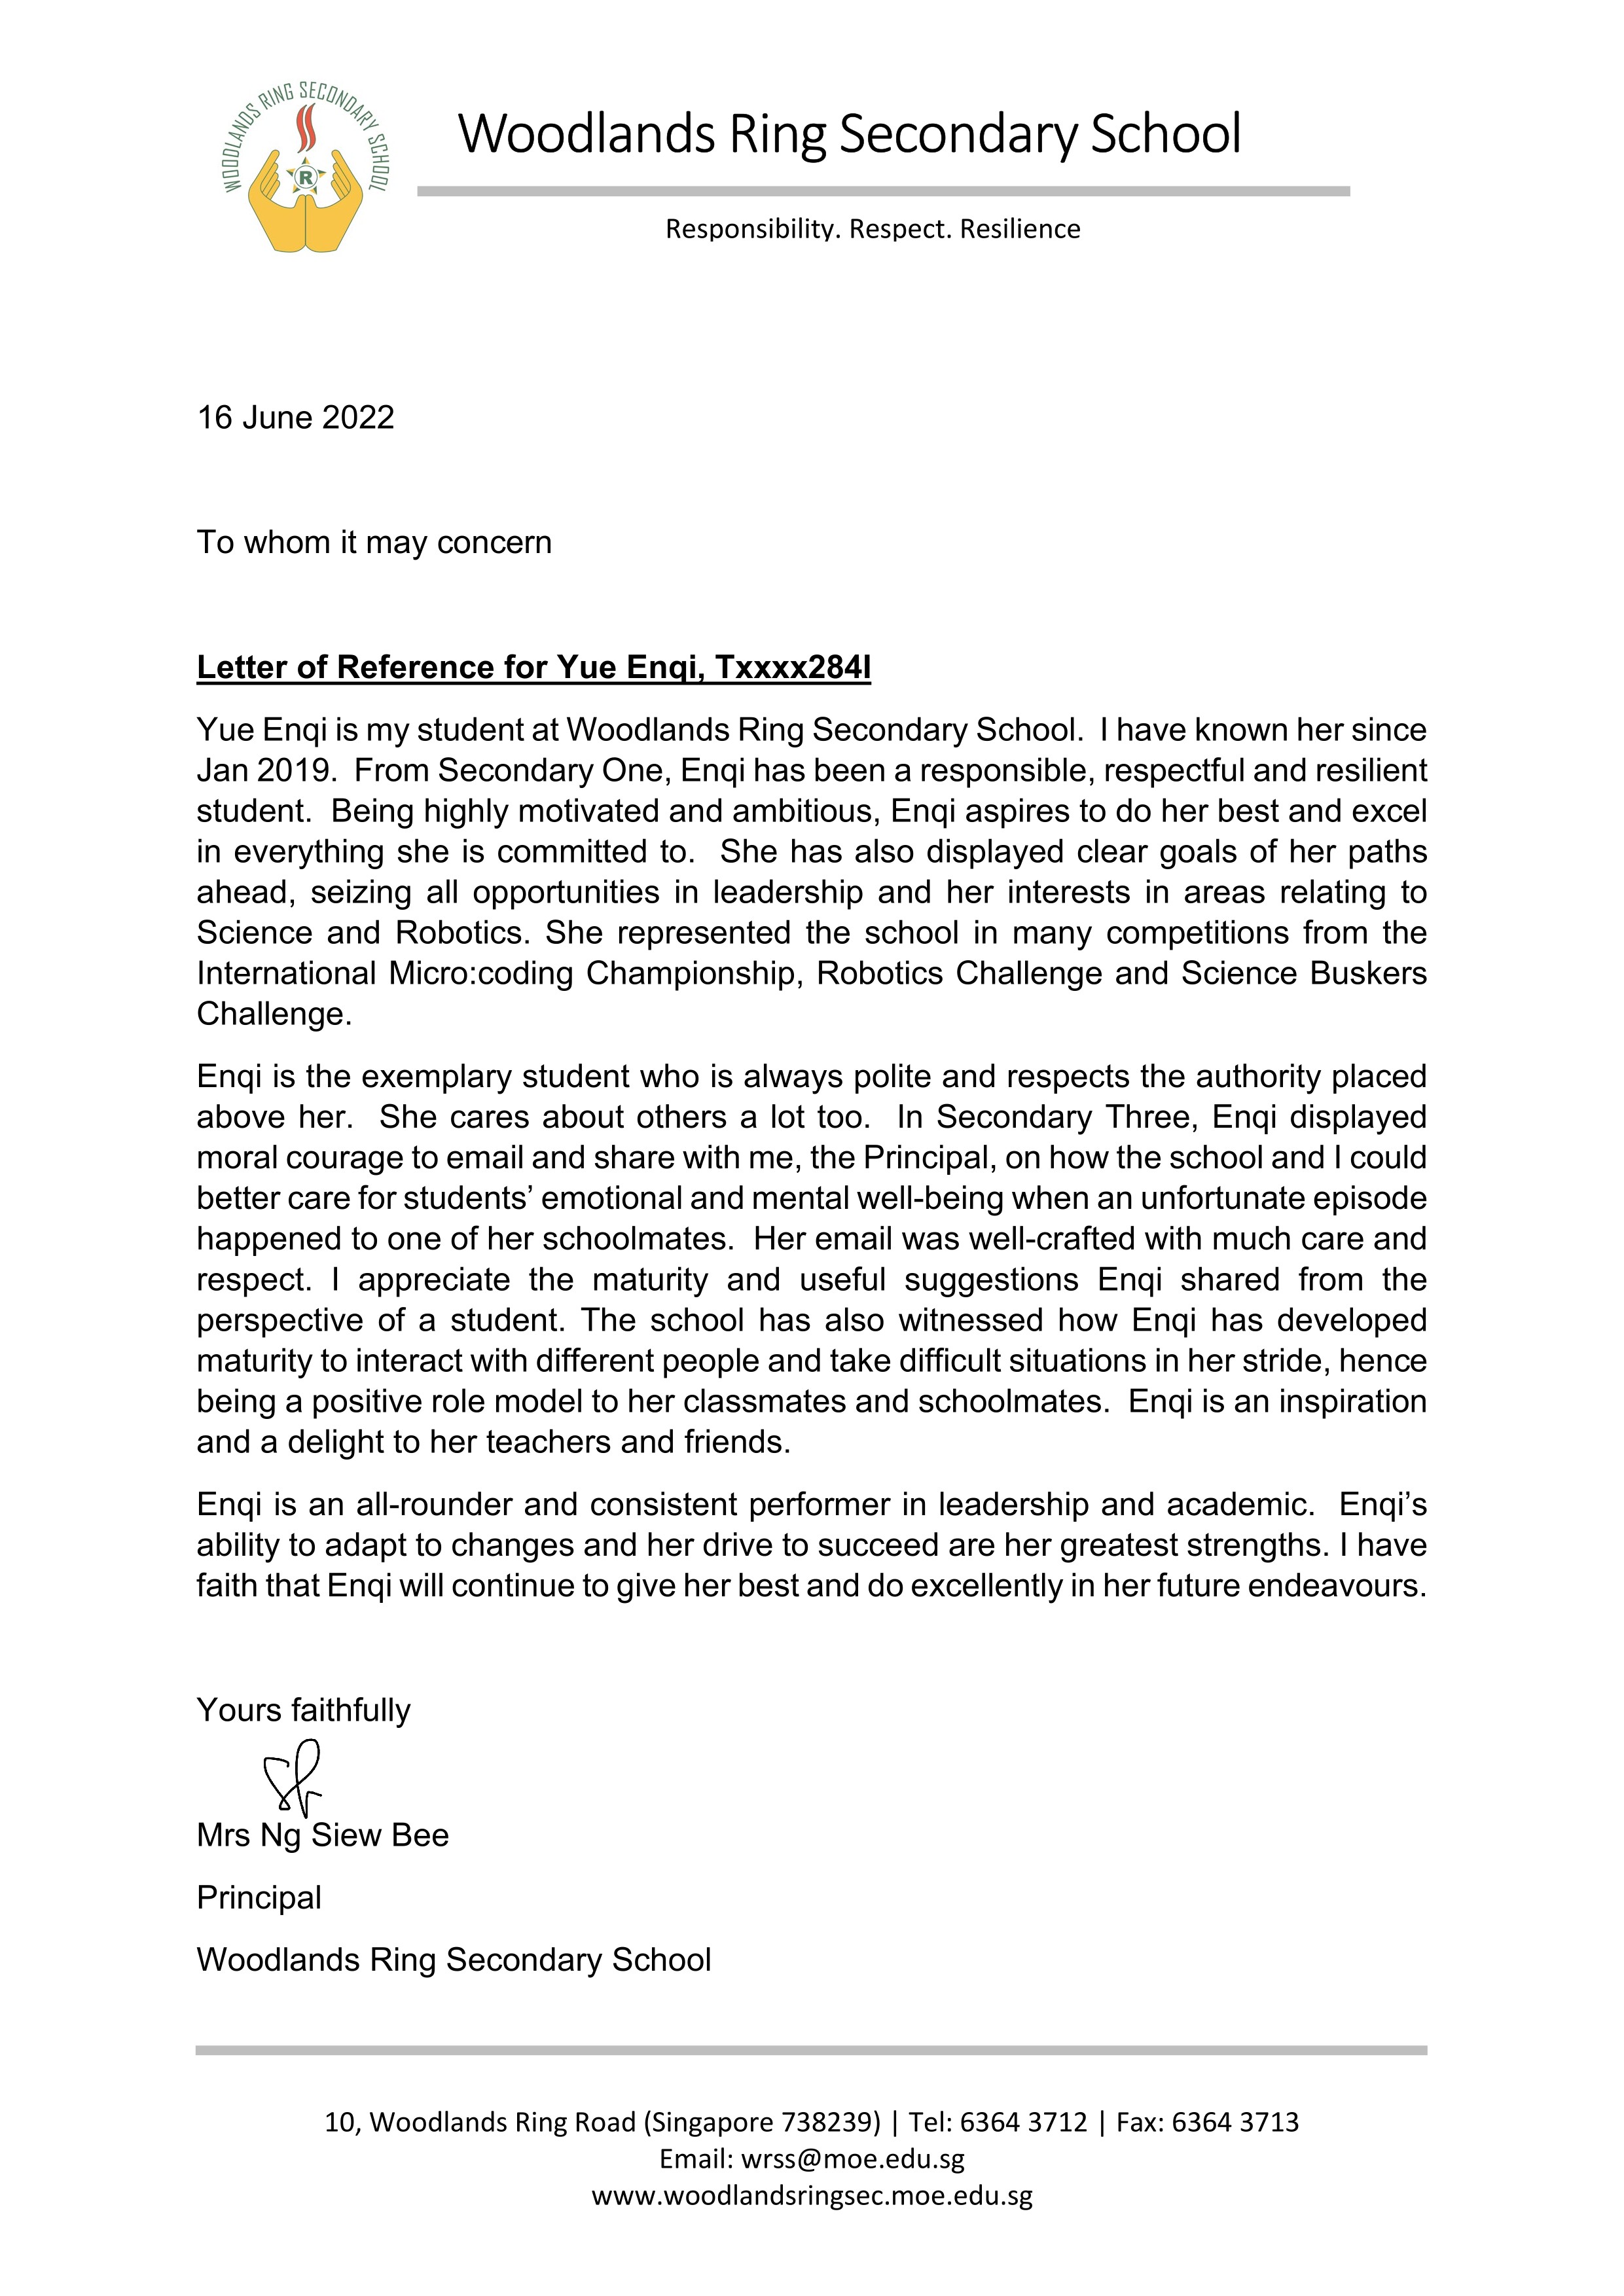 WOODLANDS RING SECONDARY SCHOOL
R
Woodlands Ring Secondary School
Responsibility. Respect. Resilience
16 June 2022
To whom it may concern
Letter of Reference for Yue Enqi, Txxxx284I
Yue Enqi is my student at Woodlands Ring Secondary School.  I have known her since
Jan 2019.  From Secondary One, Enqi has been a responsible, respectful and resilient
student.  Being highly motivated and ambitious, Enqi aspires to do her best and excel
in everything she is committed to.  She has also displayed clear goals of her paths
ahead, seizing all opportunities in leadership and her interests in areas relating to
Science and Robotics. She represented the school in many competitions from the
International Micro:coding Championship, Robotics Challenge and Science Buskers
Challenge.
Enqi is the exemplary student who is always polite and respects the authority placed
above her.  She cares about others a lot too.  In Secondary Three, Enqi displayed
moral courage to email and share with me, the Principal, on how the school and I could
better care for students’ emotional and mental well-being when an unfortunate episode
happened to one of her schoolmates.  Her email was well-crafted with much care and
respect. I appreciate the maturity and useful suggestions Enqi shared from the
perspective of a student. The school has also witnessed how Enqi has developed
maturity to interact with different people and take difficult situations in her stride, hence
being a positive role model to her classmates and schoolmates.  Enqi is an inspiration
and a delight to her teachers and friends.
Enqi is an all-rounder and consistent performer in leadership and academic.  Enqi’s
ability to adapt to changes and her drive to succeed are her greatest strengths. I have
faith that Enqi will continue to give her best and do excellently in her future endeavours.
Yours faithfully
Mrs Ng Siew Bee
Principal
Woodlands Ring Secondary School
10, Woodlands Ring Road (Singapore 738239) | Tel: 6364 3712 | Fax: 6364 3713
Email: wrss@moe.edu.sg
www.woodlandsringsec.moe.edu.sg